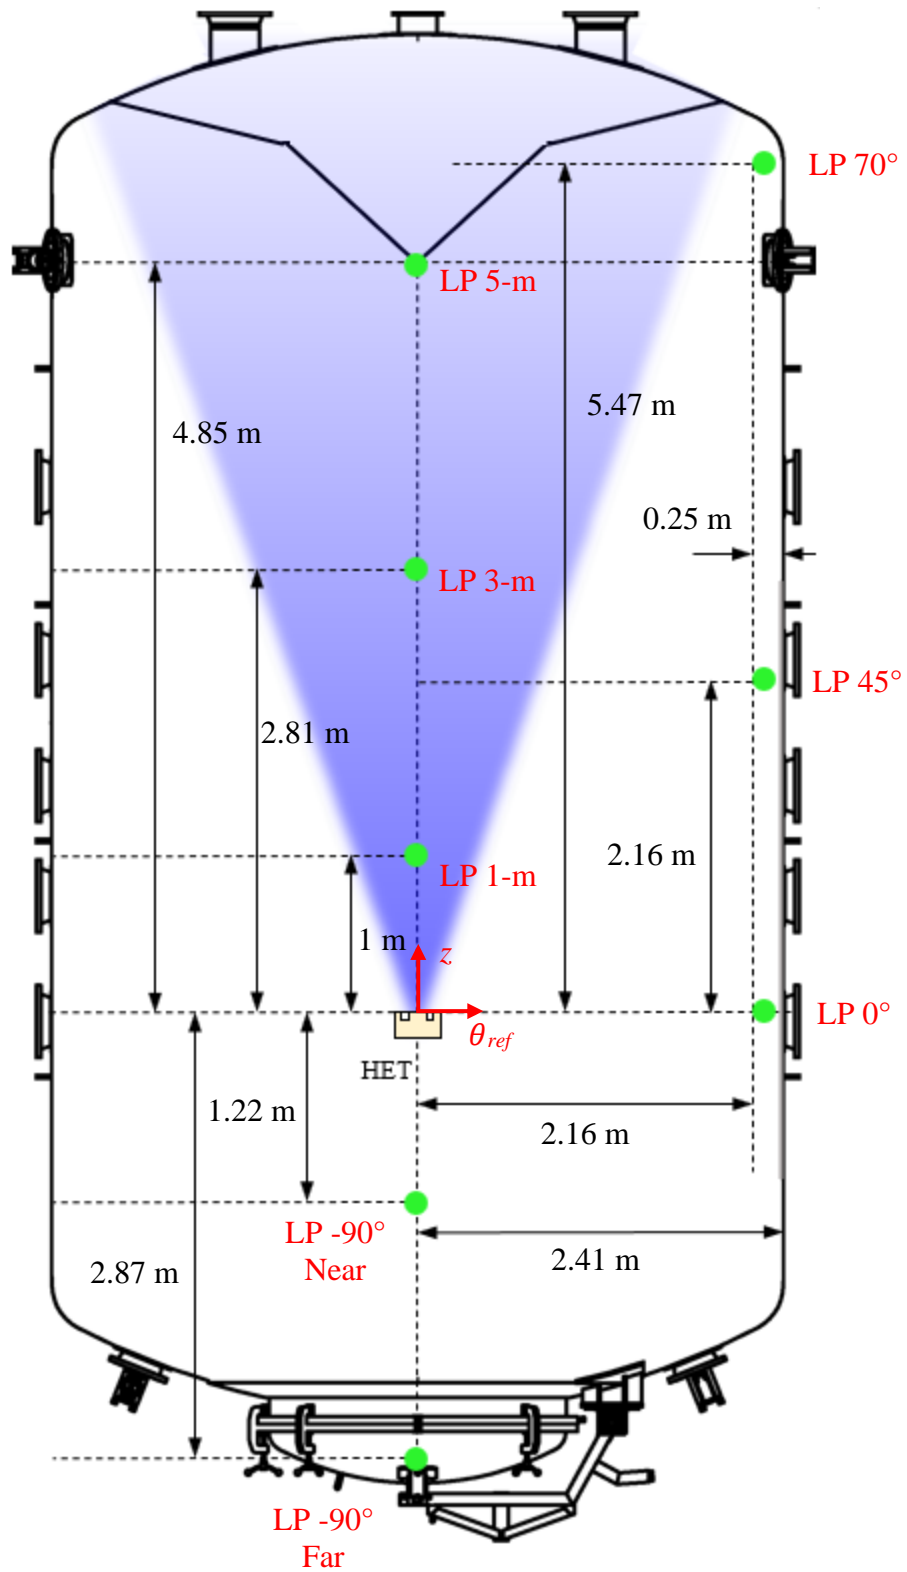 LP 70°
LP 5-m
5.47 m
4.85 m
0.25 m
LP 3-m
LP 45°
2.81 m
2.16 m
LP 1-m
1 m
z
LP 0°
θref
HET
1.22 m
2.16 m
LP -90°
Near
2.41 m
2.87 m
LP -90°
Far